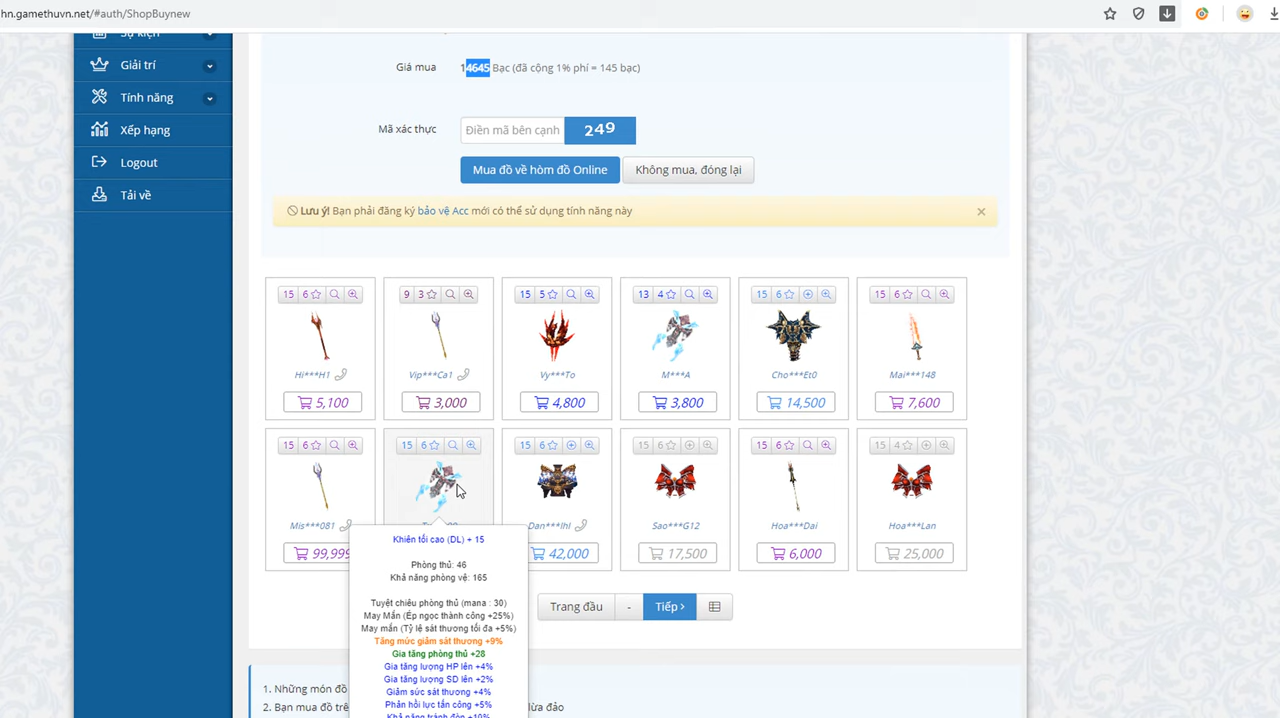 hn.gamethuvn.net/#auth/ShopBuynew
Sự kiện
Giải trí
Tính năng
Xếp hạng
Logout
Tải về
Giá mua 14645 Bạc (đã cộng 1% phí = 145 bạc)
Mã xác thực Điền mã bên cạnh 249
Mua đồ về hòm đồ Online Không mua, đóng lại
Lưu ý! Bạn phải đăng ký bảo vệ Acc mới có thể sử dụng tính năng này ×
15 6 9 3 15 5 13 4 15 6 15 6
Hi***H1 Vip***Ca1 Vy***To M***A Cho***Et0 Mai***148
5,100 3,000 4,800 3,800 14,500 7,600
15 6 15 6 15 6 15 6 15 6 15 4
Mis***081 Dan***Ihl Sao***G12 Hoa***Dai Hoa***Lan
99,999 42,000 17,500 6,000 25,000
Khiên tối cao (DL) + 15
Phòng thủ: 46
Khả năng phòng vệ: 165
Tuyệt chiêu phòng thủ (mana : 30)
May Mắn (Ép ngọc thành công +25%)
May mắn (Tỷ lệ sát thương tối đa +5%)
Tăng mức giảm sát thương +9%
Gia tăng phòng thủ +28
Gia tăng lượng HP lên +4%
Gia tăng lượng SD lên +2%
Giảm sức sát thương +4%
Phản hồi lực tấn công +5%
Khả năng tránh đòn +10%
Trang đầu - Tiếp ›
1. Những món đồ
2. Bạn mua đồ trê lừa đảo